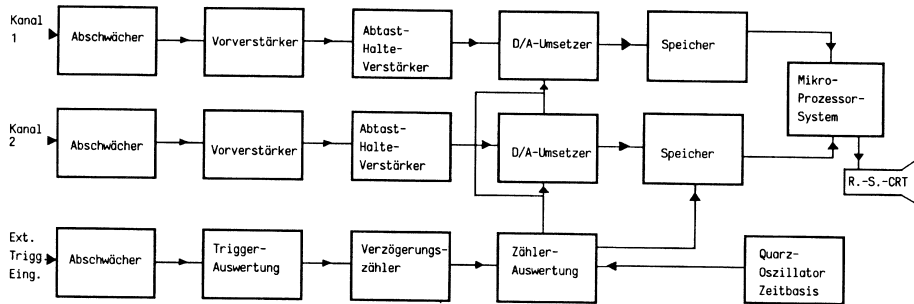 Kanal
1
Abschwächer
Vorverstärker
Abtast-
Halte-
Verstärker
D/A-Umsetzer
Speicher
Mikro-
Prozessor-
System
Kanal
2
Abschwächer
Vorverstärker
Abtast-
Halte-
Verstärker
D/A-Umsetzer
Speicher
R.-S.-CRT
Ext.
Trigg.
Eing.
Abschwächer
Trigger-
Auswertung
Verzögerungs-
zähler
Zähler-
Auswertung
Quarz-
Oszillator
Zeitbasis